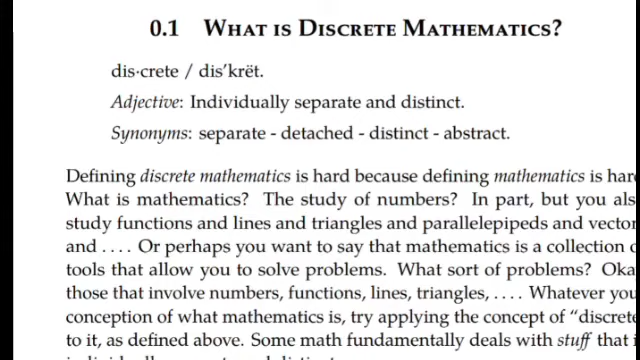 0.1 WHAT IS DISCRETE MATHEMATICS?
dis·crete / dis'krët.
Adjective: Individually separate and distinct.
Synonyms: separate - detached - distinct - abstract.
Defining discrete mathematics is hard because defining mathematics is hard
What is mathematics? The study of numbers? In part, but you als
study functions and lines and triangles and parallelepipeds and vector
and .... Or perhaps you want to say that mathematics is a collection o
tools that allow you to solve problems. What sort of problems? Oka
those that involve numbers, functions, lines, triangles, .... Whatever you
conception of what mathematics is, try applying the concept of "discrete
to it, as defined above. Some math fundamentally deals with stuff that